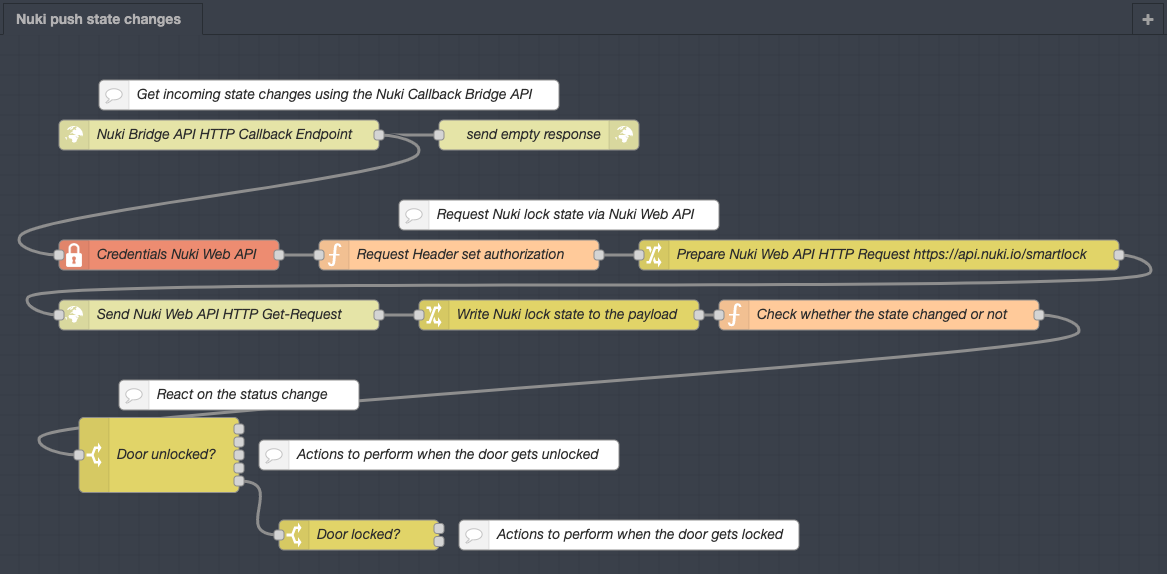 Nuki push state changes
+
Get incoming state changes using the Nuki Callback Bridge API
Nuki Bridge API HTTP Callback Endpoint
send empty response
Request Nuki lock state via Nuki Web API
Credentials Nuki Web API
Request Header set authorization
Prepare Nuki Web API HTTP Request https://api.nuki.io/smartlock
Send Nuki Web API HTTP Get-Request
Write Nuki lock state to the payload
Check whether the state changed or not
React on the status change
Door unlocked?
Actions to perform when the door gets unlocked
Door locked?
Actions to perform when the door gets locked